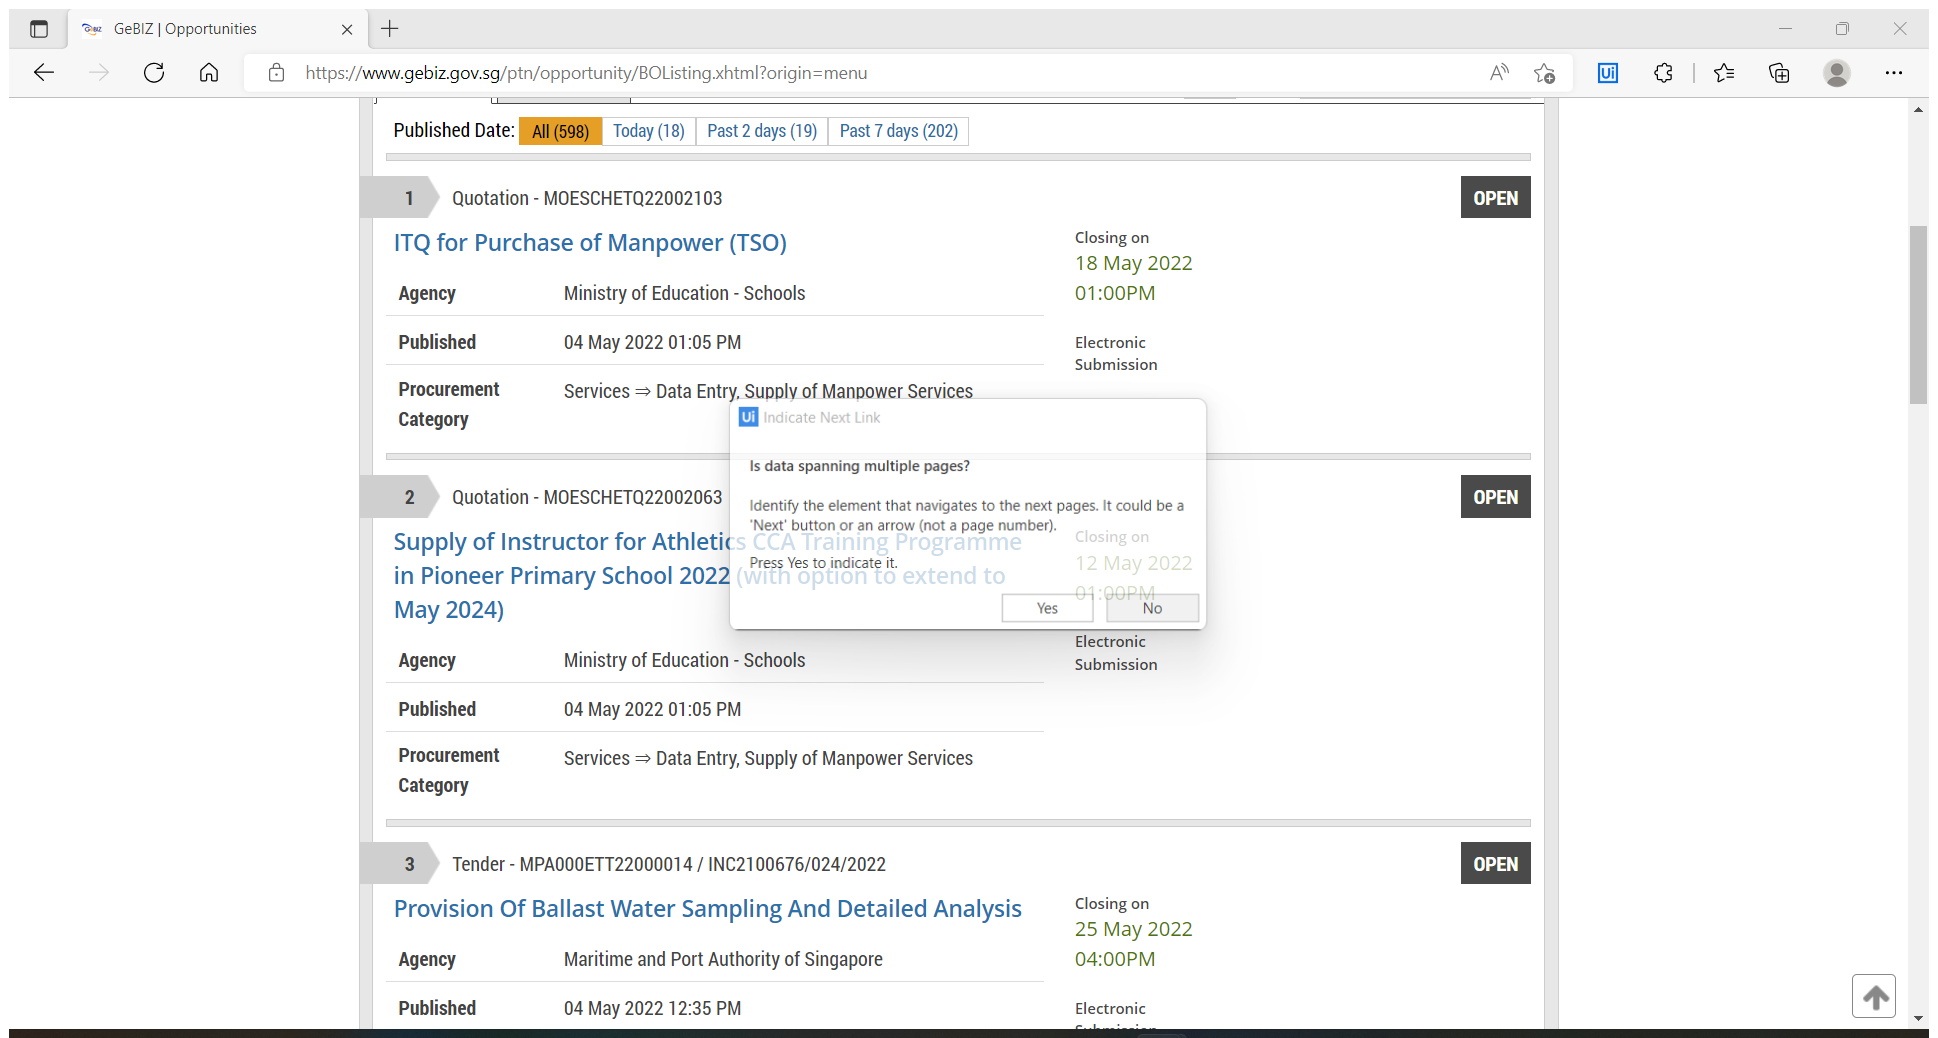 GeBIZ | Opportunities
https://www.gebiz.gov.sg/ptn/opportunity/BOListing.xhtml?origin=menu
Published Date: All (598) Today (18) Past 2 days (19) Past 7 days (202)
1 Quotation - MOESCHETQ22002103 OPEN
ITQ for Purchase of Manpower (TSO)
Closing on
18 May 2022
01:00PM
Agency Ministry of Education - Schools
Published 04 May 2022 01:05 PM
Electronic
Submission
Procurement
Category
Services ⇒ Data Entry, Supply of Manpower Services
Ui Indicate Next Link
Is data spanning multiple pages?
Identify the element that navigates to the next pages. It could be a
'Next' button or an arrow (not a page number).
Press Yes to indicate it.
Yes No
2 Quotation - MOESCHETQ22002063 OPEN
Supply of Instructor for Athletics CCA Training Programme
in Pioneer Primary School 2022 (with option to extend to
May 2024)
Closing on
12 May 2022
01:00PM
Electronic
Submission
Agency Ministry of Education - Schools
Published 04 May 2022 01:05 PM
Procurement
Category
Services ⇒ Data Entry, Supply of Manpower Services
3 Tender - MPA000ETT22000014 / INC2100676/024/2022 OPEN
Provision Of Ballast Water Sampling And Detailed Analysis
Closing on
25 May 2022
04:00PM
Agency Maritime and Port Authority of Singapore
Published 04 May 2022 12:35 PM
Electronic
Submission